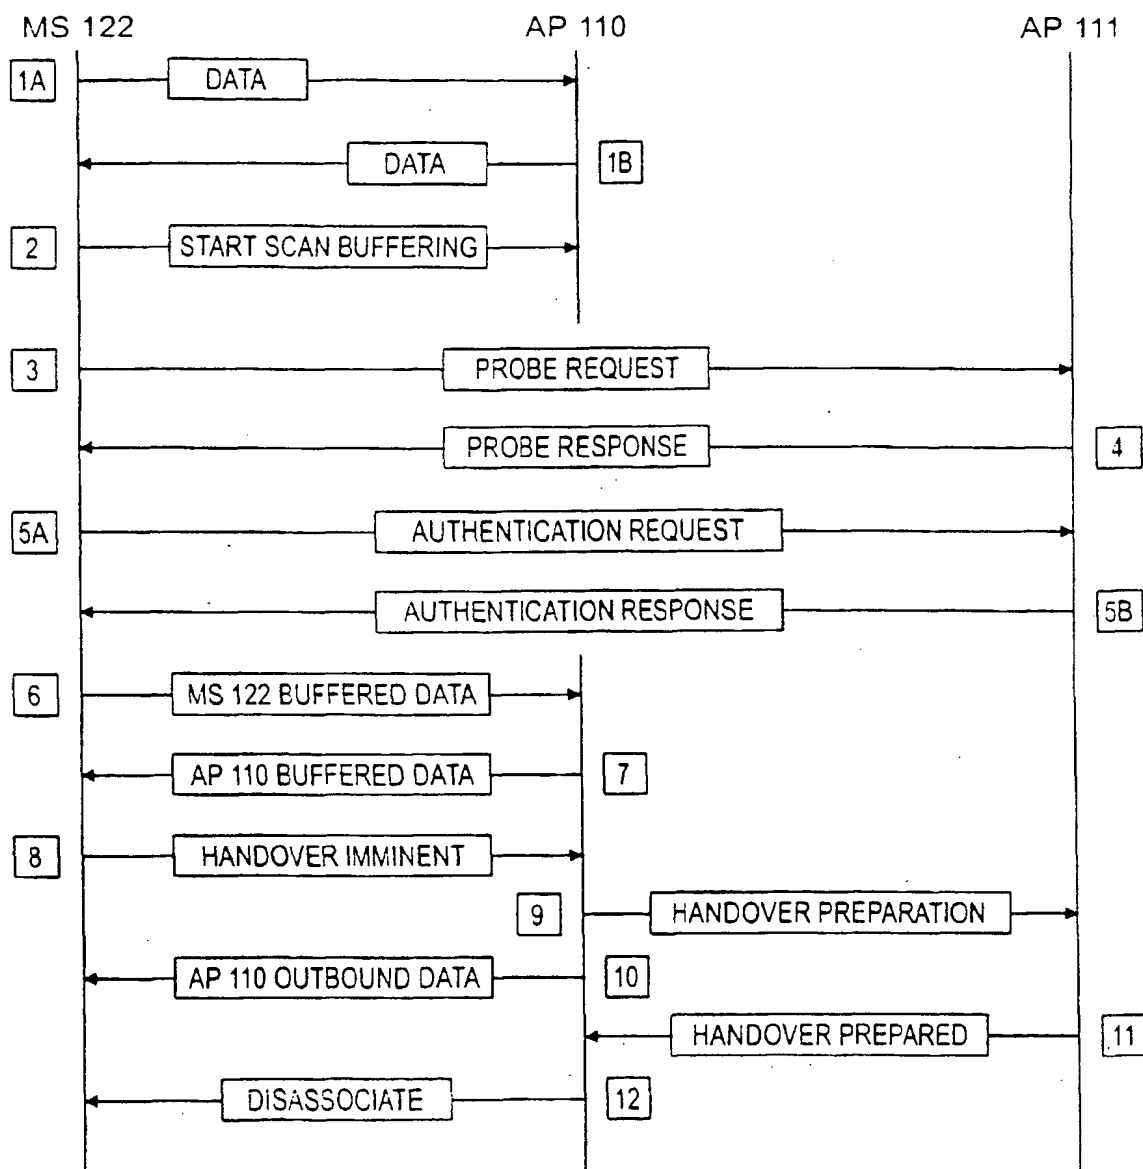 MS 122 AP 110 AP 111
1A DATA
DATA 1B
2 START SCAN BUFFERING
3 PROBE REQUEST
PROBE RESPONSE 4
5A AUTHENTICATION REQUEST
AUTHENTICATION RESPONSE 5B
6 MS 122 BUFFERED DATA
AP 110 BUFFERED DATA 7
8 HANDOVER IMMINENT
9 HANDOVER PREPARATION
AP 110 OUTBOUND DATA 10
HANDOVER PREPARED 11
DISASSOCIATE 12